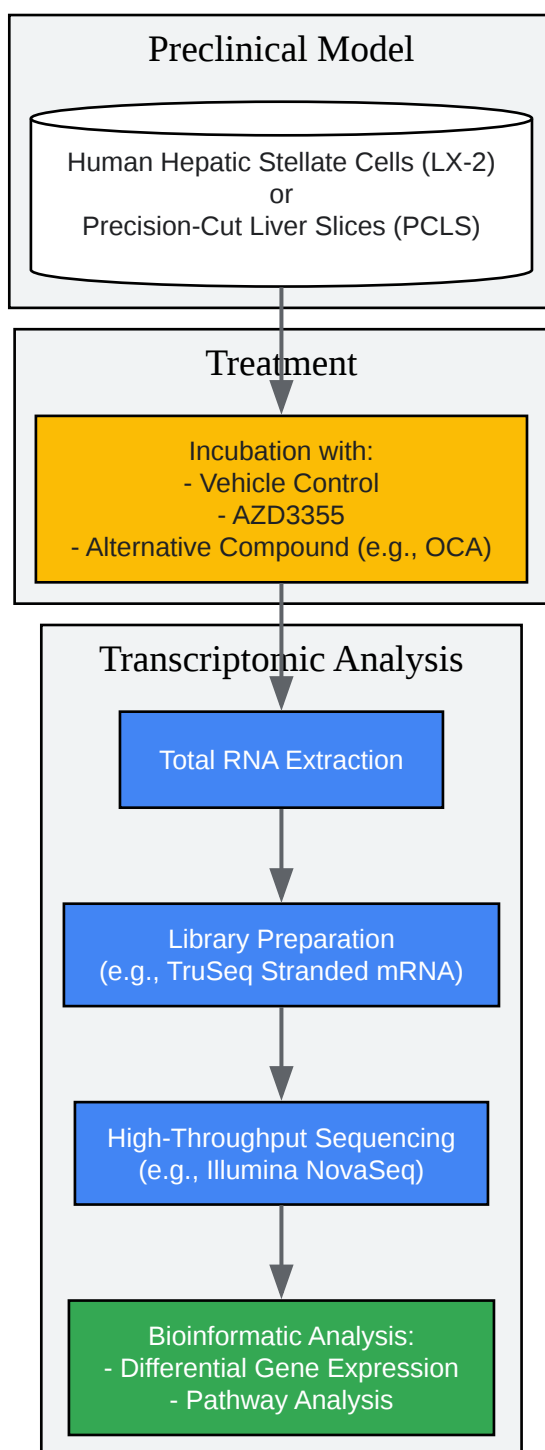 Preclinical Model
Human Hepatic Stellate Cells (LX-2)
or
Precision-Cut Liver Slices (PCLS)
Treatment
Incubation with:
- Vehicle Control
- AZD3355
- Alternative Compound (e.g., OCA)
Transcriptomic Analysis
Total RNA Extraction
Library Preparation
(e.g., TruSeq Stranded mRNA)
High-Throughput Sequencing
(e.g., Illumina NovaSeq)
Bioinformatic Analysis:
- Differential Gene Expression
- Pathway Analysis